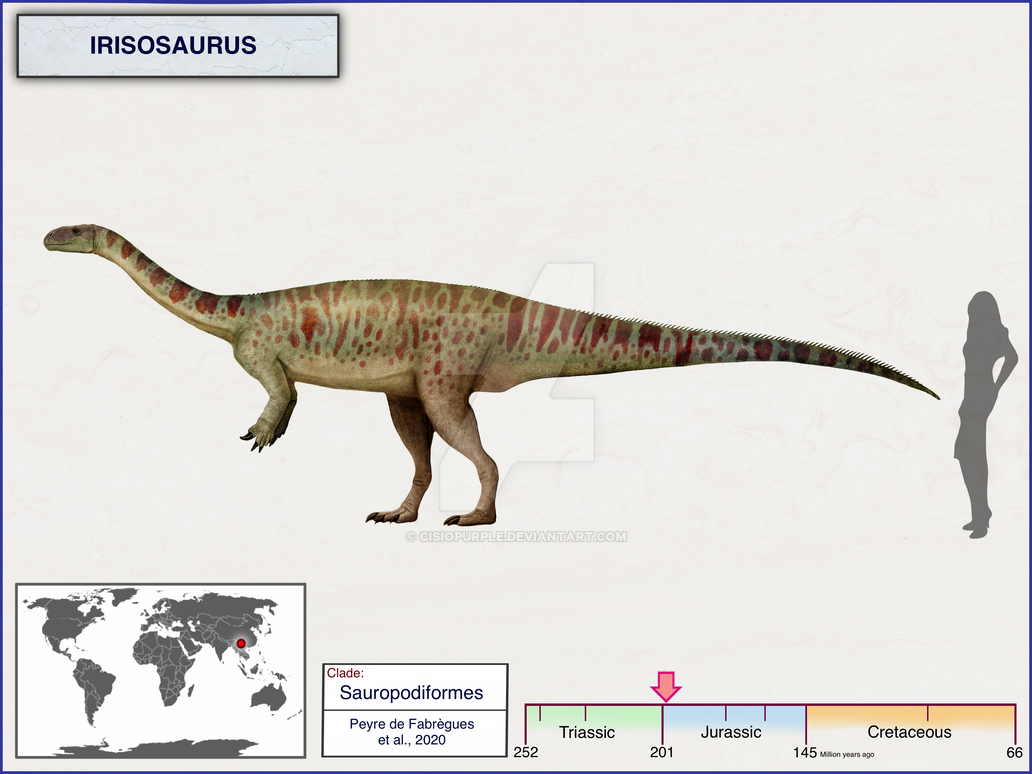 IRISOSAURUS
© CISIOPURPLE.DEVIANTART.COM
Clade:
Sauropodiformes
Peyre de Fabrègues
et al., 2020
Triassic Jurassic Cretaceous
252 201 145 Million years ago 66